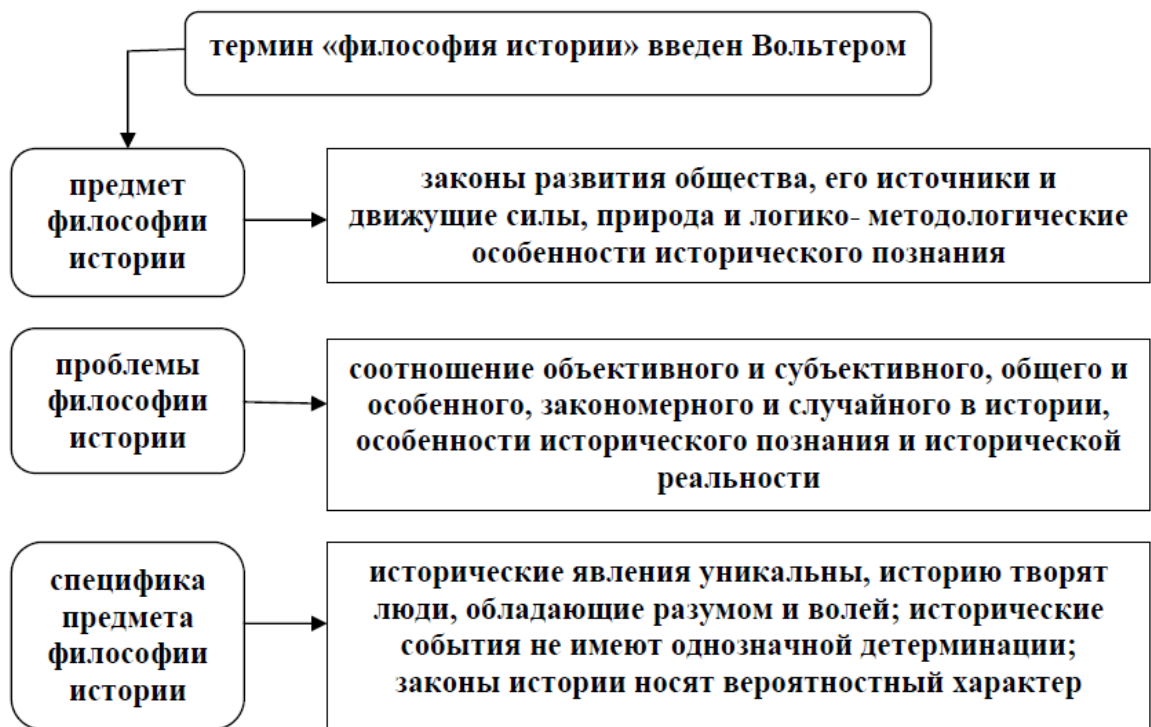 термин «философия истории» введен Вольтером
предмет
философии
истории
законы развития общества, его источники и
движущие силы, природа и логико- методологические
особенности исторического познания
проблемы
философии
истории
соотношение объективного и субъективного, общего и
особенного, закономерного и случайного в истории,
особенности исторического познания и исторической
реальности
специфика
предмета
философии
истории
исторические явления уникальны, историю творят
люди, обладающие разумом и волей; исторические
события не имеют однозначной детерминации;
законы истории носят вероятностный характер